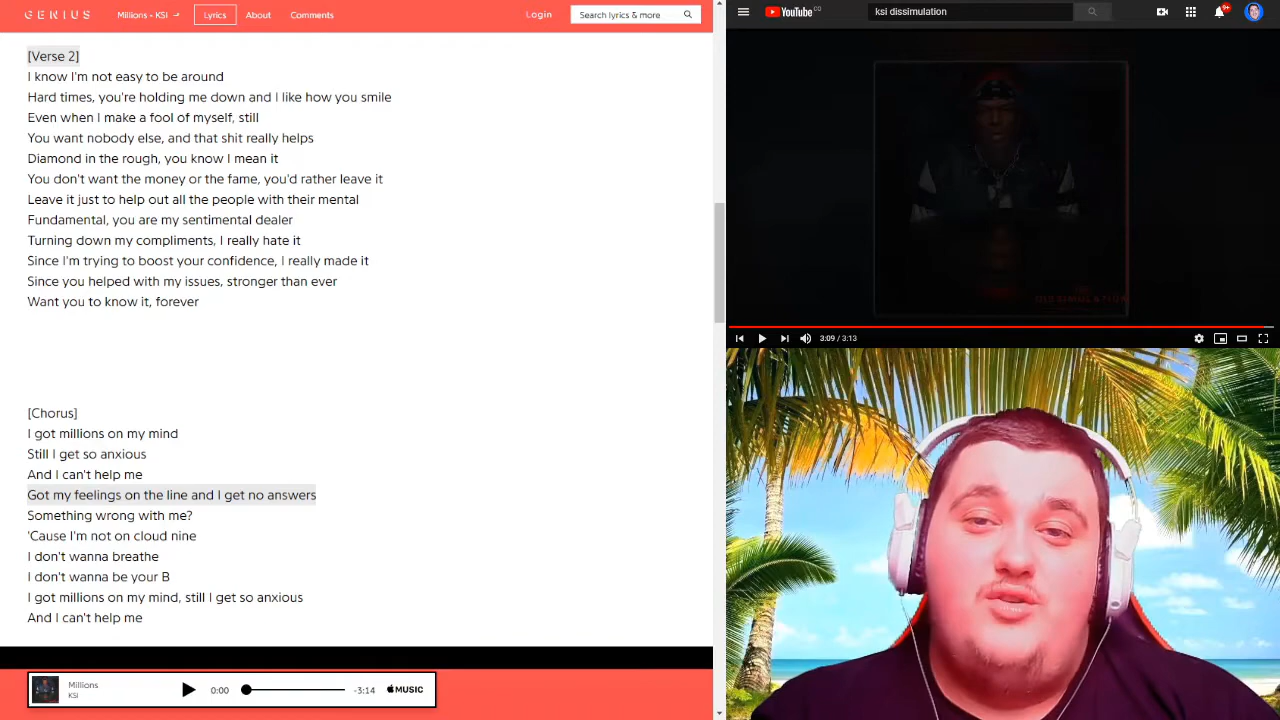 GENIUS
Millions - KSI
Lyrics
About
Comments
Login
Search lyrics & more
[Verse 2]
I know I'm not easy to be around
Hard times, you're holding me down and I like how you smile
Even when I make a fool of myself, still
You want nobody else, and that shit really helps
Diamond in the rough, you know I mean it
You don't want the money or the fame, you'd rather leave it
Leave it just to help out all the people with their mental
Fundamental, you are my sentimental dealer
Turning down my compliments, I really hate it
Since I'm trying to boost your confidence, I really made it
Since you helped with my issues, stronger than ever
Want you to know it, forever
[Chorus]
I got millions on my mind
Still I get so anxious
And I can't help me
Got my feelings on the line and I get no answers
Something wrong with me?
'Cause I'm not on cloud nine
I don't wanna breathe
I don't wanna be your B
I got millions on my mind, still I get so anxious
And I can't help me
Millions
KSI
0:00
-3:14
MUSIC
YouTube
ksi dissimulation
9+
DISSIMULATION
3:09 / 3:13